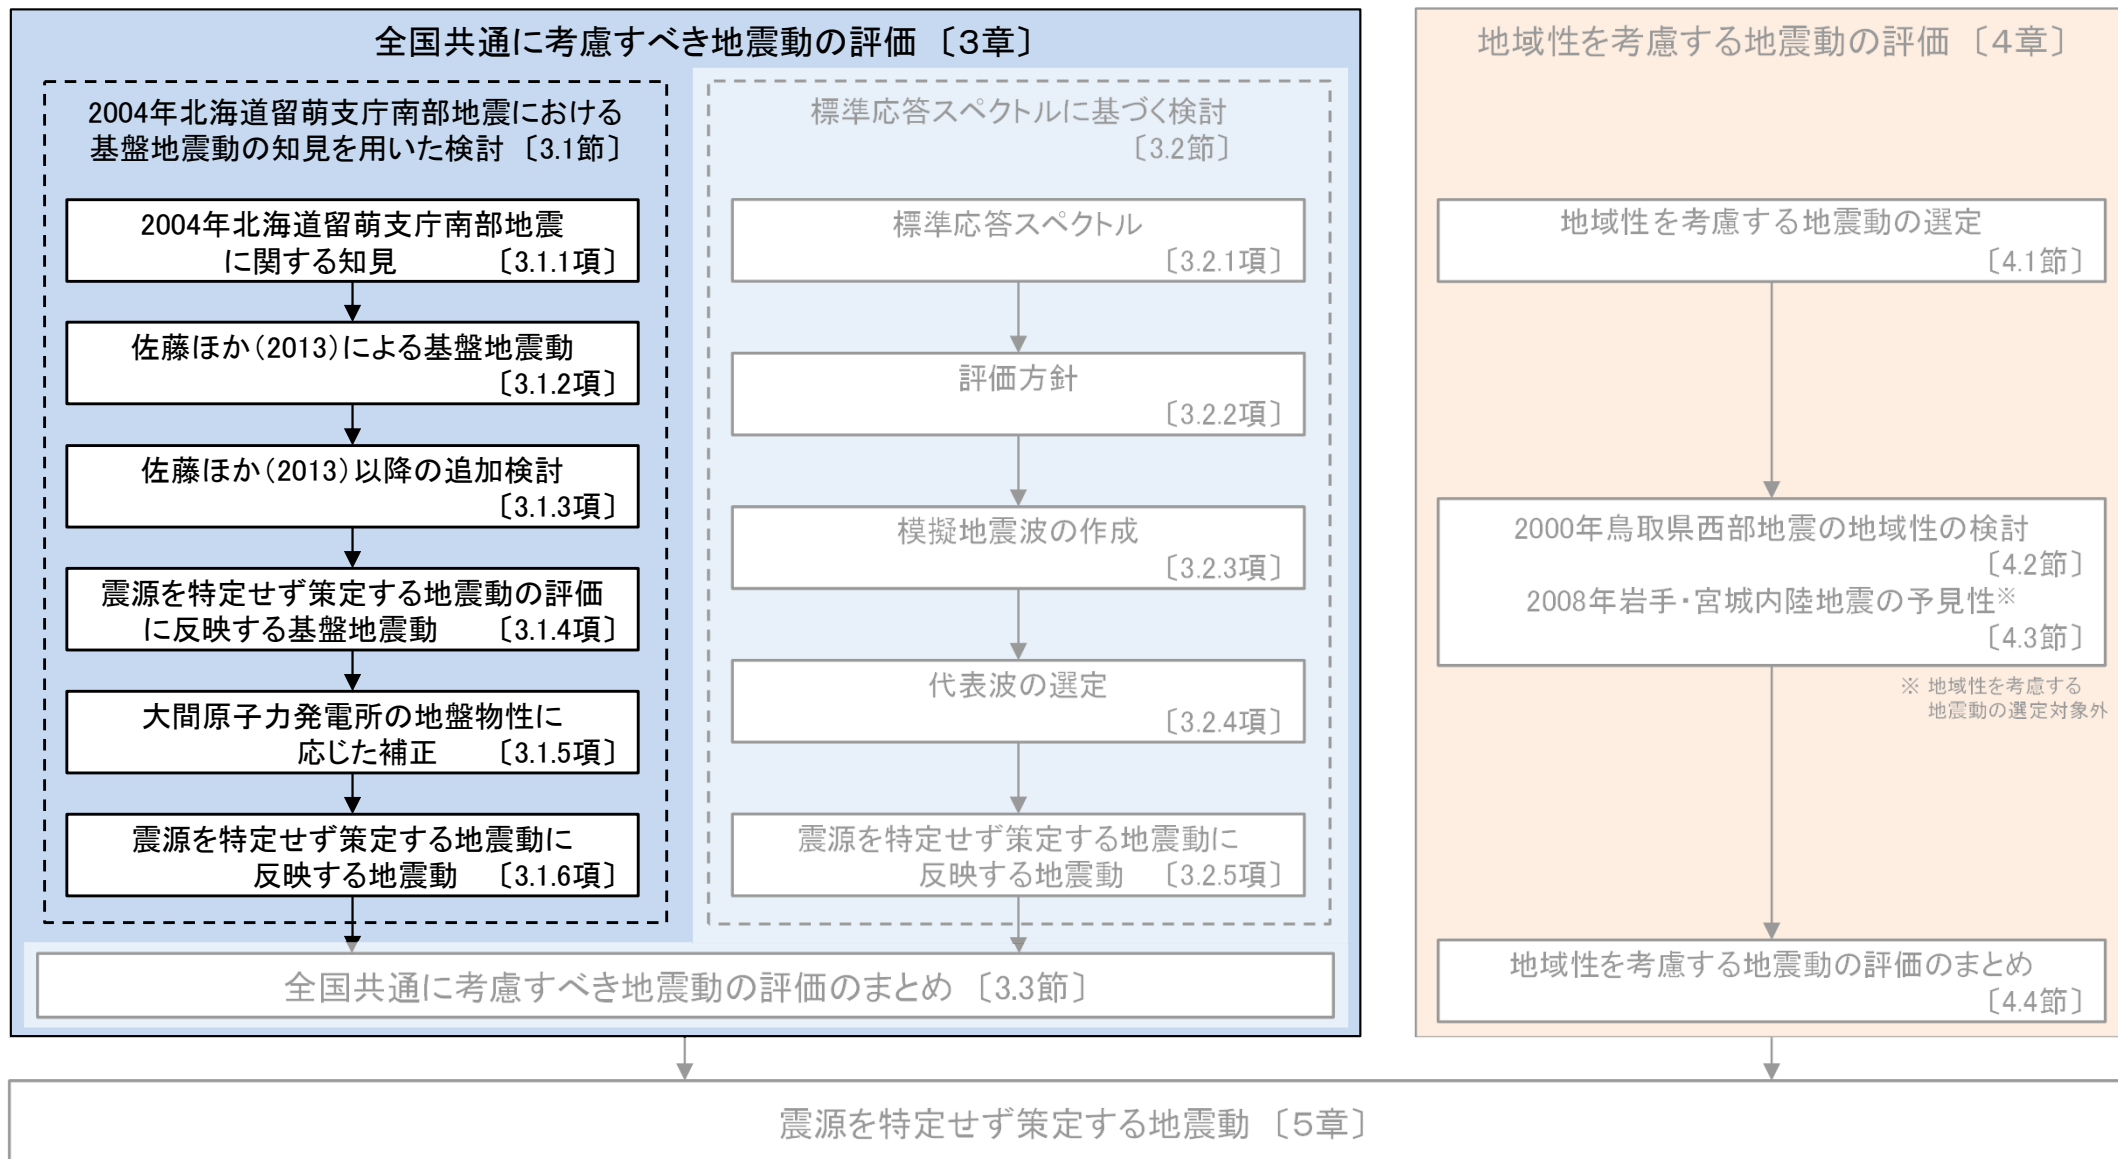 全国共通に考慮すべき地震動の評価〔3章〕
2004年北海道留萌支庁南部地震における
基盤地震動の知見を用いた検討〔3.1節〕
2004年北海道留萌支庁南部地震
に関する知見 〔3.1.1項〕
佐藤ほか(2013)による基盤地震動
〔3.1.2項〕
佐藤ほか(2013)以降の追加検討
〔3.1.3項〕
震源を特定せず策定する地震動の評価
に反映する基盤地震動 〔3.1.4項〕
大間原子力発電所の地盤物性に
応じた補正 〔3.1.5項〕
震源を特定せず策定する地震動に
反映する地震動 〔3.1.6項〕
標準応答スペクトルに基づく検討
〔3.2節〕
標準応答スペクトル
〔3.2.1項〕
評価方針
〔3.2.2項〕
模擬地震波の作成
〔3.2.3項〕
代表波の選定
〔3.2.4項〕
震源を特定せず策定する地震動に
反映する地震動 〔3.2.5項〕
全国共通に考慮すべき地震動の評価のまとめ〔3.3節〕
地域性を考慮する地震動の評価〔4章〕
地域性を考慮する地震動の選定
〔4.1節〕
2000年鳥取県西部地震の地域性の検討
〔4.2節〕
2008年岩手・宮城内陸地震の予見性※
〔4.3節〕
※ 地域性を考慮する
地震動の選定対象外
地域性を考慮する地震動の評価のまとめ
〔4.4節〕
震源を特定せず策定する地震動〔5章〕